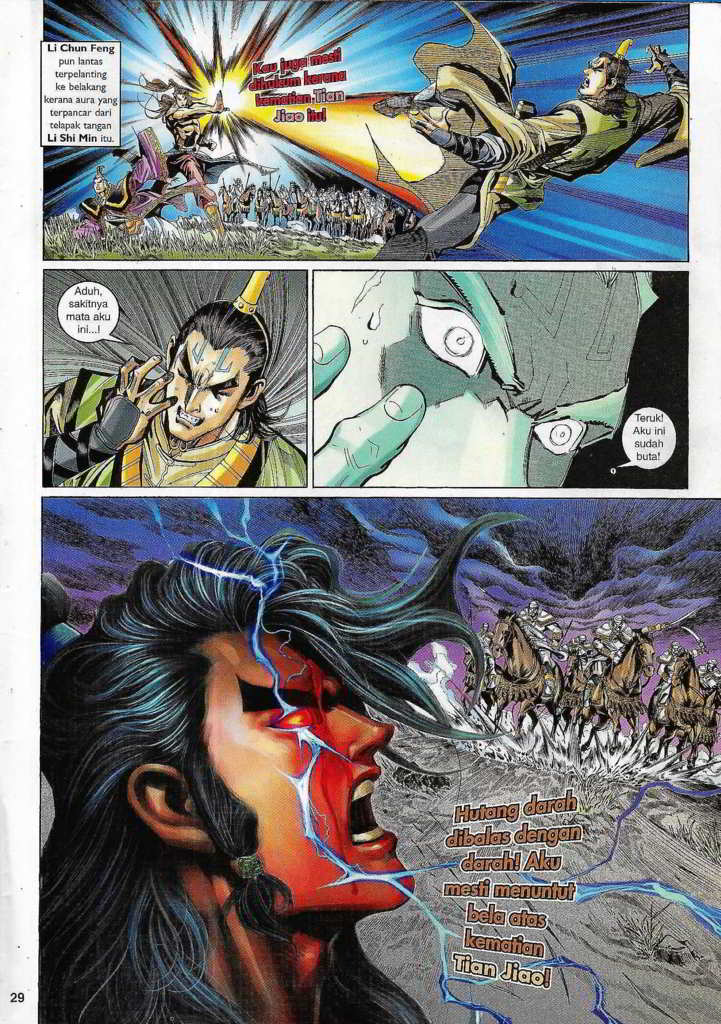 Li Chun Feng
pun lantas
terpelanting
ke belakang
kerana aura yang
terpancar dari
telapak tangan
Li Shi Min itu.
Kau juga mesti
dihukum kerana
kematian Tian
Jiao itu!
Aduh,
sakitnya
mata aku
ini...!
Teruk!
Aku ini
sudah
buta!
Hutang darah
dibalas dengan
darah! Aku
mesti menuntut
bela atas
kematian
Tian Jiao!
29